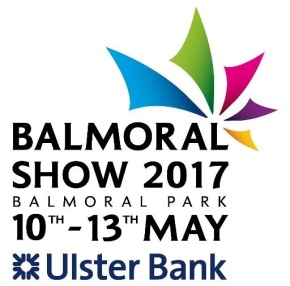 BALMORAL
SHOW 2017
BALMORAL PARK
10TH - 13TH MAY
Ulster Bank